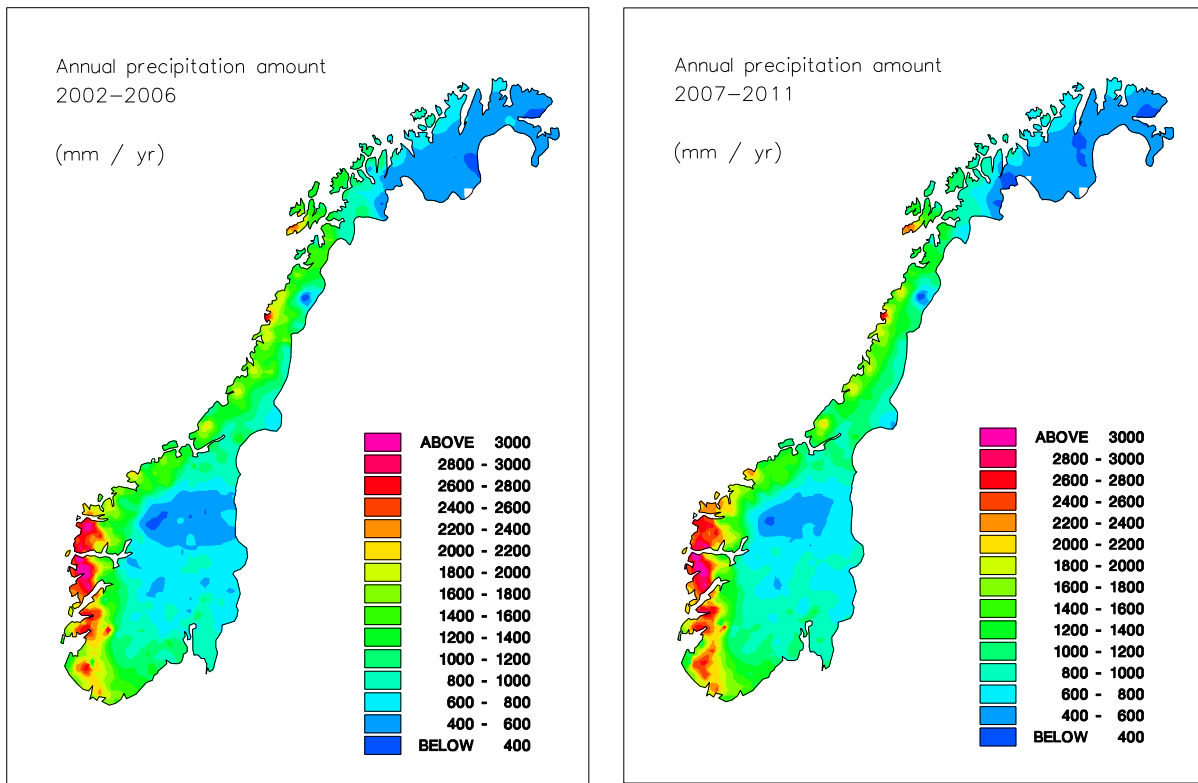 Annual precipitation amount
2002–2006
(mm / yr)
ABOVE 3000
2800 - 3000
2600 - 2800
2400 - 2600
2200 - 2400
2000 - 2200
1800 - 2000
1600 - 1800
1400 - 1600
1200 - 1400
1000 - 1200
800 - 1000
600 - 800
400 - 600
BELOW 400
Annual precipitation amount
2007–2011
(mm / yr)
ABOVE 3000
2800 - 3000
2600 - 2800
2400 - 2600
2200 - 2400
2000 - 2200
1800 - 2000
1600 - 1800
1400 - 1600
1200 - 1400
1000 - 1200
800 - 1000
600 - 800
400 - 600
BELOW 400